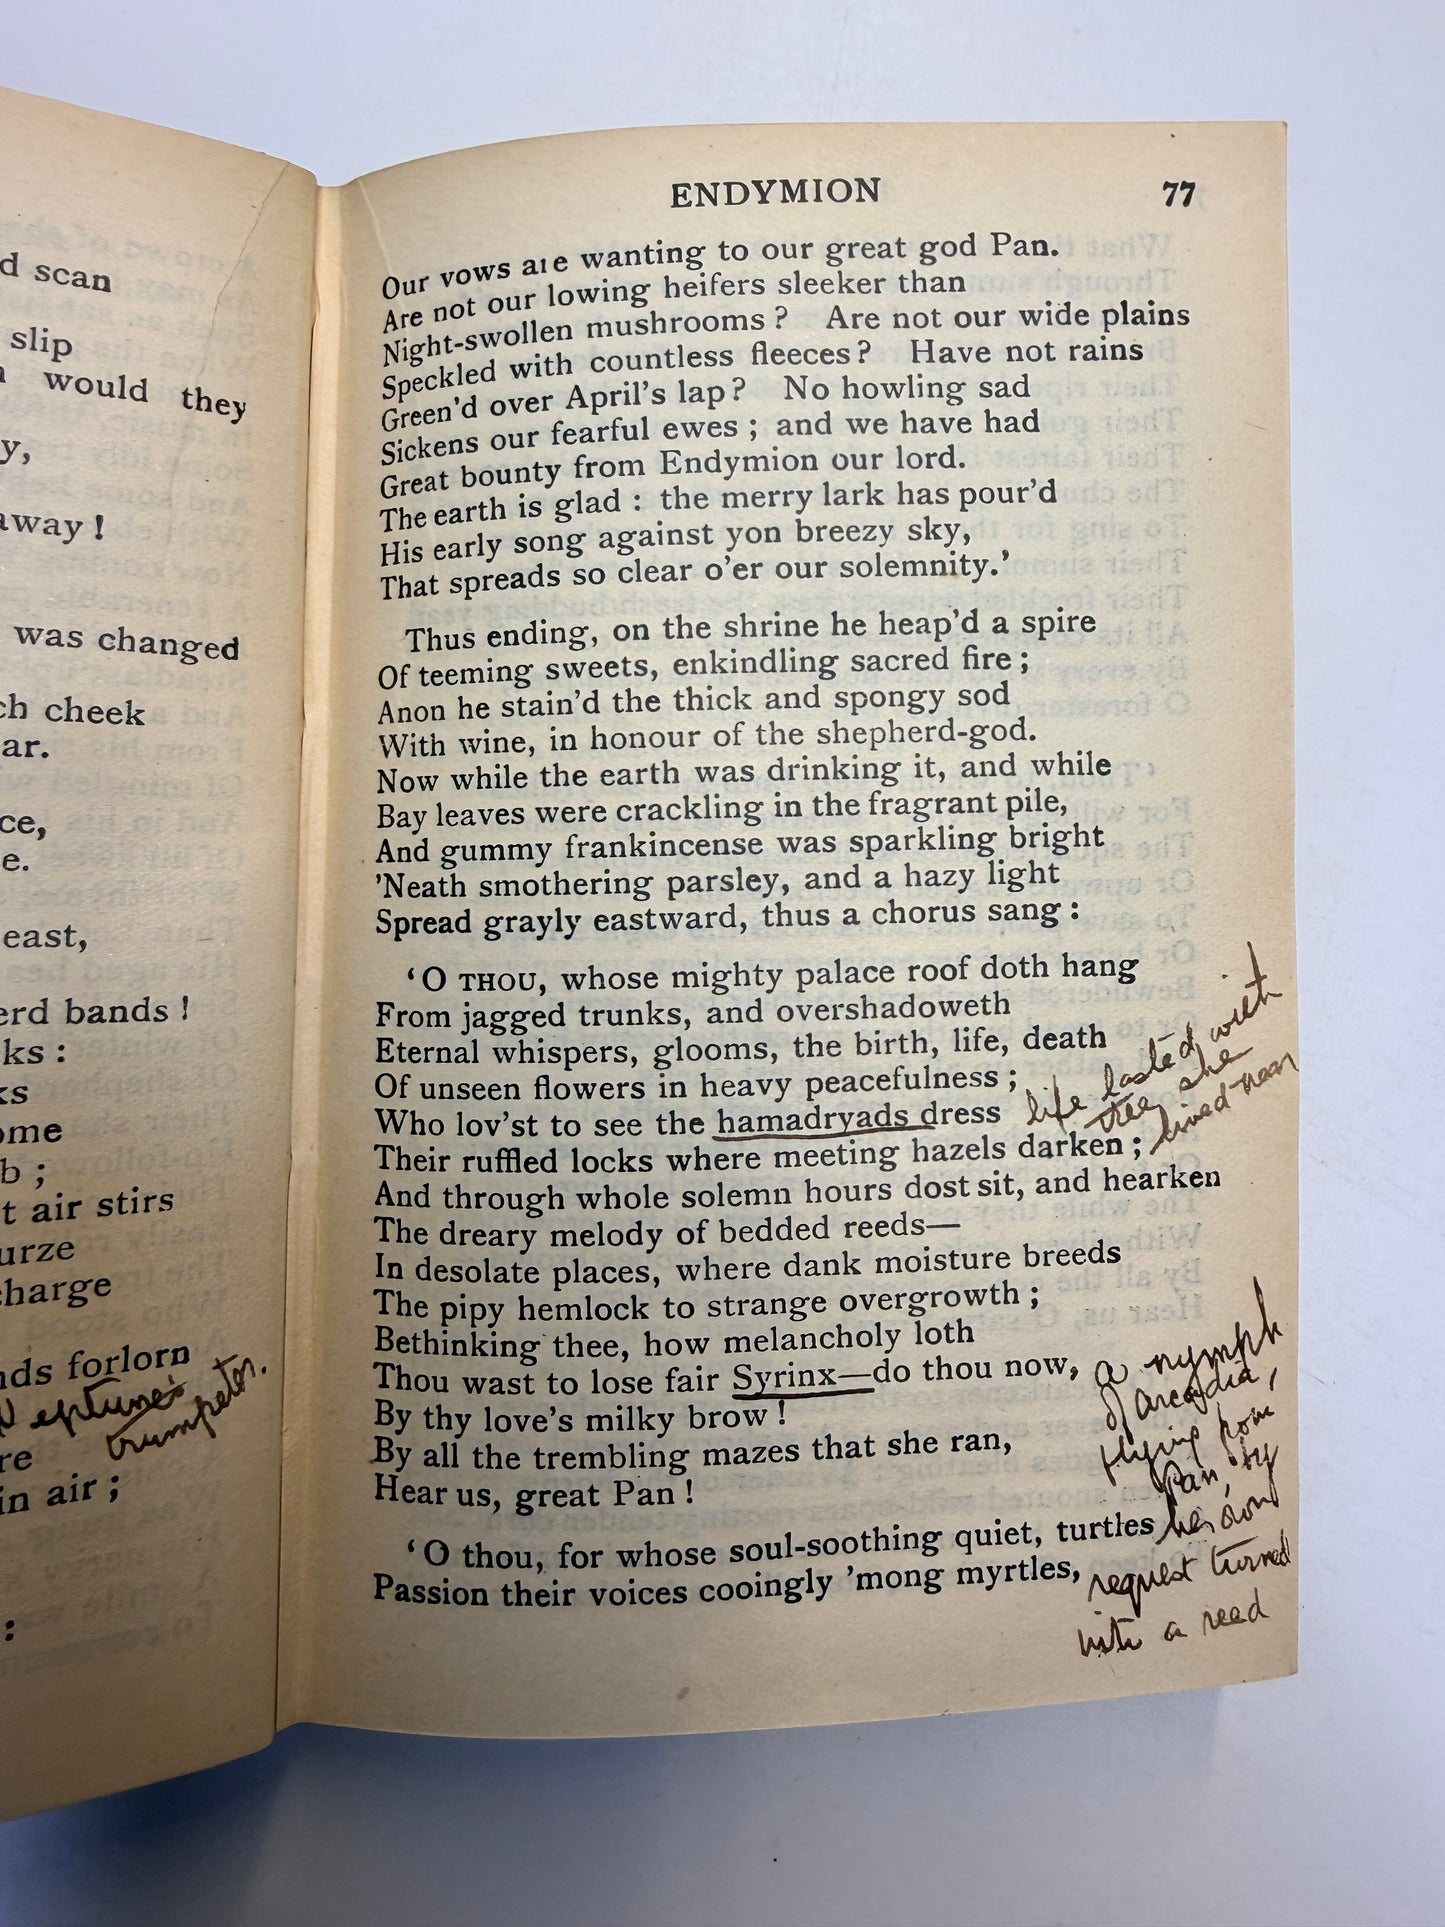 d scan
slip
would they
y,
away !
was changed
ch cheek
ar.
ce,
e.
east,
erd bands !
ks :
ks
ome
b ;
t air stirs
urze
charge
nds forlorn
Neptune's
trumpeter.
re
in air ;
:
ENDYMION 77
Our vows are wanting to our great god Pan.
Are not our lowing heifers sleeker than
Night-swollen mushrooms ? Are not our wide plains
Speckled with countless fleeces ? Have not rains
Green'd over April's lap ? No howling sad
Sickens our fearful ewes ; and we have had
Great bounty from Endymion our lord.
The earth is glad : the merry lark has pour'd
His early song against yon breezy sky,
That spreads so clear o'er our solemnity.'
Thus ending, on the shrine he heap'd a spire
Of teeming sweets, enkindling sacred fire ;
Anon he stain'd the thick and spongy sod
With wine, in honour of the shepherd-god.
Now while the earth was drinking it, and while
Bay leaves were crackling in the fragrant pile,
And gummy frankincense was sparkling bright
'Neath smothering parsley, and a hazy light
Spread grayly eastward, thus a chorus sang :
'O THOU, whose mighty palace roof doth hang
From jagged trunks, and overshadoweth
Eternal whispers, glooms, the birth, life, death
Of unseen flowers in heavy peacefulness ;
Who lov'st to see the hamadryads dress
life lasted with
tree she
lived near
Their ruffled locks where meeting hazels darken ;
And through whole solemn hours dost sit, and hearken
The dreary melody of bedded reeds—
In desolate places, where dank moisture breeds
The pipy hemlock to strange overgrowth ;
Bethinking thee, how melancholy loth
Thou wast to lose fair Syrinx—do thou now,
By thy love's milky brow !
By all the trembling mazes that she ran,
Hear us, great Pan !
a nymph
of Arcadia,
flying from
Pan, by
her own
request turned
into a reed
'O thou, for whose soul-soothing quiet, turtles
Passion their voices cooingly 'mong myrtles,